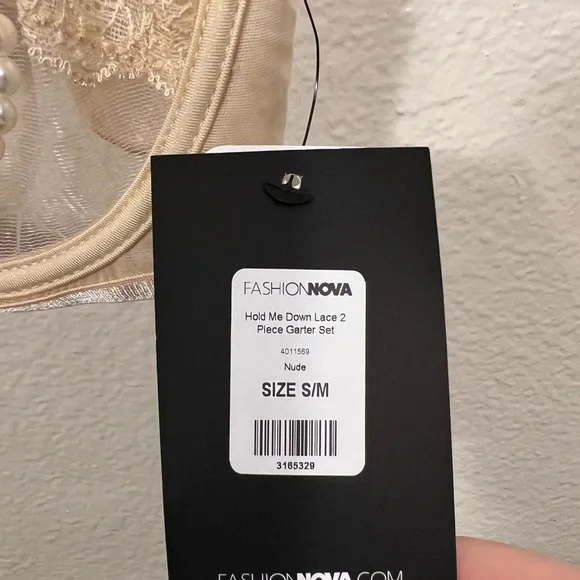 FASHIONNOVA
Hold Me Down Lace 2
Piece Garter Set
4011569
Nude
SIZE S/M
3165329
FASHIONNOVA.COM